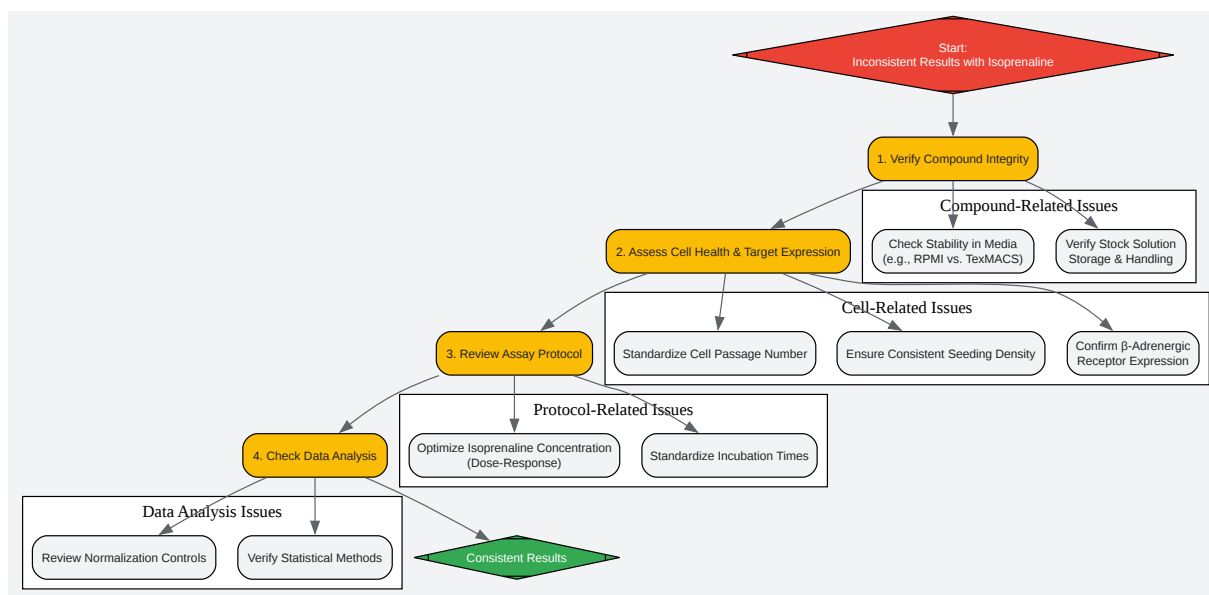 Start:
Inconsistent Results with Isoprenaline
1. Verify Compound Integrity
Compound-Related Issues
Check Stability in Media
(e.g., RPMI vs. TexMACS)
Verify Stock Solution
Storage & Handling
2. Assess Cell Health & Target Expression
Cell-Related Issues
Standardize Cell Passage Number
Ensure Consistent Seeding Density
Confirm β-Adrenergic
Receptor Expression
3. Review Assay Protocol
Protocol-Related Issues
Optimize Isoprenaline Concentration
(Dose-Response)
Standardize Incubation Times
4. Check Data Analysis
Data Analysis Issues
Review Normalization Controls
Verify Statistical Methods
Consistent Results